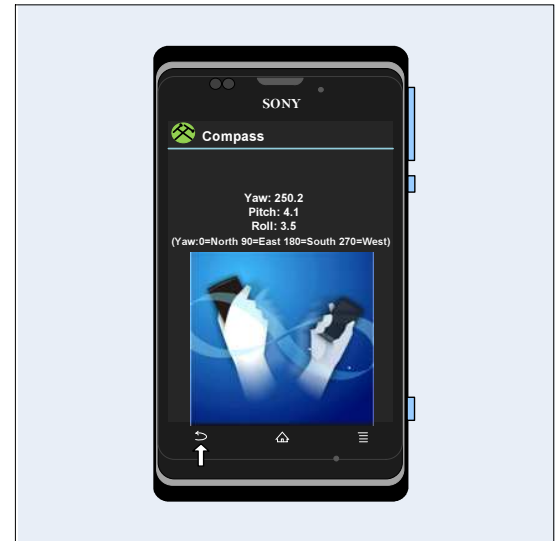 SONY
Compass
Yaw: 250.2
Pitch: 4.1
Roll: 3.5
(Yaw:0=North 90=East 180=South 270=West)